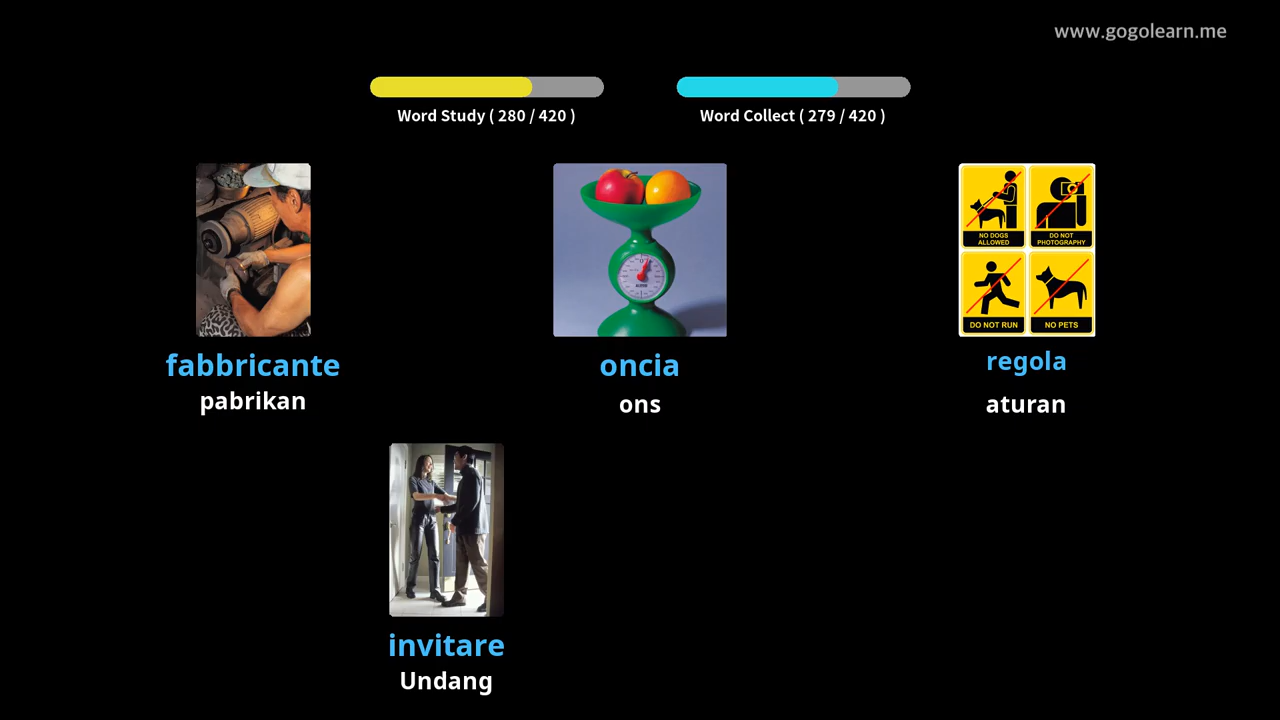 www.gogolearn.me
Word Study ( 280 / 420 )
Word Collect ( 279 / 420 )
NO DOGS
ALLOWED
DO NOT
PHOTOGRAPHY
DO NOT RUN
NO PETS
fabbricante
oncia
regola
pabrikan
ons
aturan
invitare
Undang